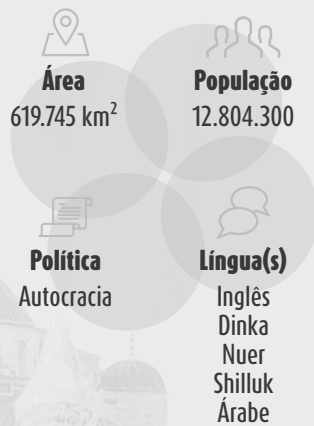 Área
619.745 km²
População
12.804.300
Política
Autocracia
Língua(s)
Inglês
Dinka
Nuer
Shilluk
Árabe